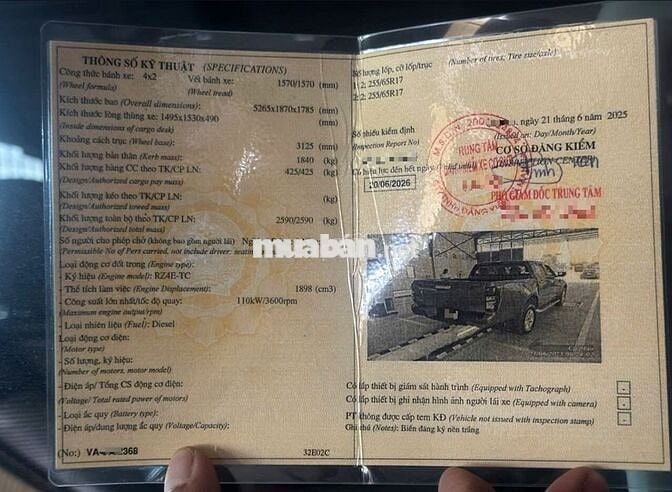 THÔNG SỐ KỸ THUẬT (SPECIFICATIONS)
Công thức bánh xe: 4x2 Vết bánh xe: 1570/1570 (mm)
(Wheel formula) (Wheel tread)
Kích thước bao (Overall dimensions): 5265x1870x1785 (mm)
Kích thước lòng thùng xe: 1495x1530x490 (mm)
(Inside dimensions of cargo desk)
Khoảng cách trục (Wheel base): 3125 (mm)
Khối lượng bản thân (Kerb mass): 1840 (kg)
Khối lượng hàng CC theo TK/CP LN: 425/425 (kg)
(Design/Authorized cargo pay mass)
Khối lượng kéo theo TK/CP LN: (kg)
(Design/Authorized towed mass)
Khối lượng toàn bộ theo TK/CP LN: 2590/2590 (kg)
(Design/Authorized total mass)
Số người cho phép chở (không bao gồm người lái)
(Permissible No of Pers carried, not include driver:
Loại động cơ đốt trong (Engine type):
- Ký hiệu (Engine model): RZ4E-TC
- Thể tích làm việc (Engine Displacement): 1898 (cm3)
- Công suất lớn nhất/tốc độ quay: 110kW/3600rpm
(Maximum engine output/rpm)
- Loại nhiên liệu (Fuel): Diesel
Loại động cơ điện:
(Motor type)
- Số lượng, ký hiệu:
(Number of motors, motor model)
- Điện áp/ Tổng CS động cơ điện:
(Voltage/ Total rated power of motors)
- Loại ắc quy (Battery type):
- Điện áp/dung lượng ắc quy (Voltage/Capacity):
(No:) VA 2368 32E02C
Số lượng lốp, cỡ lốp/trục (Number of tires; Tire size/axle)
1: 2; 255/65R17
2: 2; 255/65R17
, ngày 21 tháng 6 năm 2025
(Issued on: Day/Month/Year)
Số phiếu kiểm định
(Inspection Report No)
CƠ SỞ ĐĂNG KIỂM
Có hiệu lực đến hết ngày
20/06/2026
PHÓ GIÁM ĐỐC TRUNG TÂM
muaban
Có lắp thiết bị giám sát hành trình (Equipped with Tachograph) -
Có lắp thiết bị ghi nhận hình ảnh người lái xe (Equipped with camera) -
PT không được cấp tem KĐ (Vehicle not issued with inspection stamp) -
Ghi chú (Notes): Biển đăng ký nền trắng